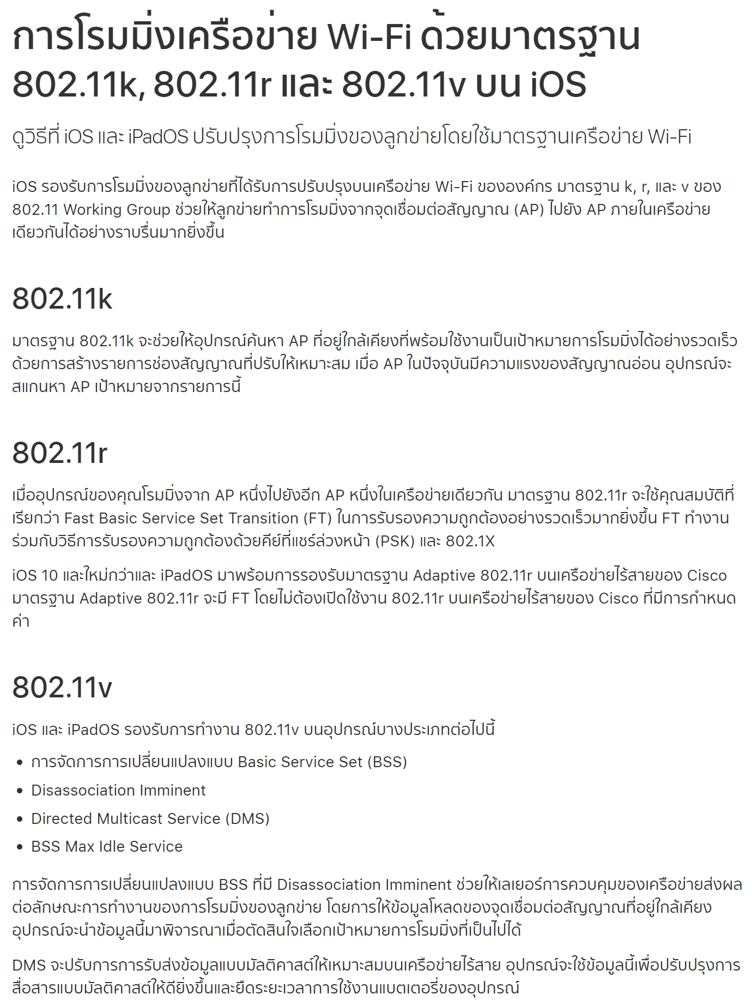 การโรมมิ่งเครือข่าย Wi-Fi ด้วยมาตรฐาน
802.11k, 802.11r และ 802.11v บน iOS
ดูวิธีที่ iOS และ iPadOS ปรับปรุงการโรมมิ่งของลูกข่ายโดยใช้มาตรฐานเครือข่าย Wi-Fi
iOS รองรับการโรมมิ่งของลูกข่ายที่ได้รับการปรับปรุงบนเครือข่าย Wi-Fi ขององค์กร มาตรฐาน k, r, และ v ของ
802.11 Working Group ช่วยให้ลูกข่ายทำการโรมมิ่งจากจุดเชื่อมต่อสัญญาณ (AP) ไปยัง AP ภายในเครือข่าย
เดียวกันได้อย่างราบรื่นมากยิ่งขึ้น
802.11k
มาตรฐาน 802.11k จะช่วยให้อุปกรณ์ค้นหา AP ที่อยู่ใกล้เคียงที่พร้อมใช้งานเป็นเป้าหมายการโรมมิ่งได้อย่างรวดเร็ว
ด้วยการสร้างรายการช่องสัญญาณที่ปรับให้เหมาะสม เมื่อ AP ในปัจจุบันมีความแรงของสัญญาณอ่อน อุปกรณ์จะ
สแกนหา AP เป้าหมายจากรายการนี้
802.11r
เมื่ออุปกรณ์ของคุณโรมมิ่งจาก AP หนึ่งไปยังอีก AP หนึ่งในเครือข่ายเดียวกัน มาตรฐาน 802.11r จะใช้คุณสมบัติที่
เรียกว่า Fast Basic Service Set Transition (FT) ในการรับรองความถูกต้องอย่างรวดเร็วมากยิ่งขึ้น FT ทำงาน
ร่วมกับวิธีการรับรองความถูกต้องด้วยคีย์ที่แชร์ล่วงหน้า (PSK) และ 802.1X
iOS 10 และใหม่กว่าและ iPadOS มาพร้อมการรองรับมาตรฐาน Adaptive 802.11r บนเครือข่ายไร้สายของ Cisco
มาตรฐาน Adaptive 802.11r จะมี FT โดยไม่ต้องเปิดใช้งาน 802.11r บนเครือข่ายไร้สายของ Cisco ที่มีการกำหนด
ค่า
802.11v
iOS และ iPadOS รองรับการทำงาน 802.11v บนอุปกรณ์บางประเภทต่อไปนี้
• การจัดการการเปลี่ยนแปลงแบบ Basic Service Set (BSS)
• Disassociation Imminent
• Directed Multicast Service (DMS)
• BSS Max Idle Service
การจัดการการเปลี่ยนแปลงแบบ BSS ที่มี Disassociation Imminent ช่วยให้เลเยอร์การควบคุมของเครือข่ายส่งผล
ต่อลักษณะการทำงานของการโรมมิ่งของลูกข่าย โดยการให้ข้อมูลโหลดของจุดเชื่อมต่อสัญญาณที่อยู่ใกล้เคียง
อุปกรณ์จะนำข้อมูลนี้มาพิจารณาเมื่อตัดสินใจเลือกเป้าหมายการโรมมิ่งที่เป็นไปได้
DMS จะปรับการการรับส่งข้อมูลแบบมัลติคาสต์ให้เหมาะสมบนเครือข่ายไร้สาย อุปกรณ์จะใช้ข้อมูลนี้เพื่อปรับปรุงการ
สื่อสารแบบมัลติคาสต์ให้ดียิ่งขึ้นและยืดระยะเวลาการใช้งานแบตเตอรี่ของอุปกรณ์